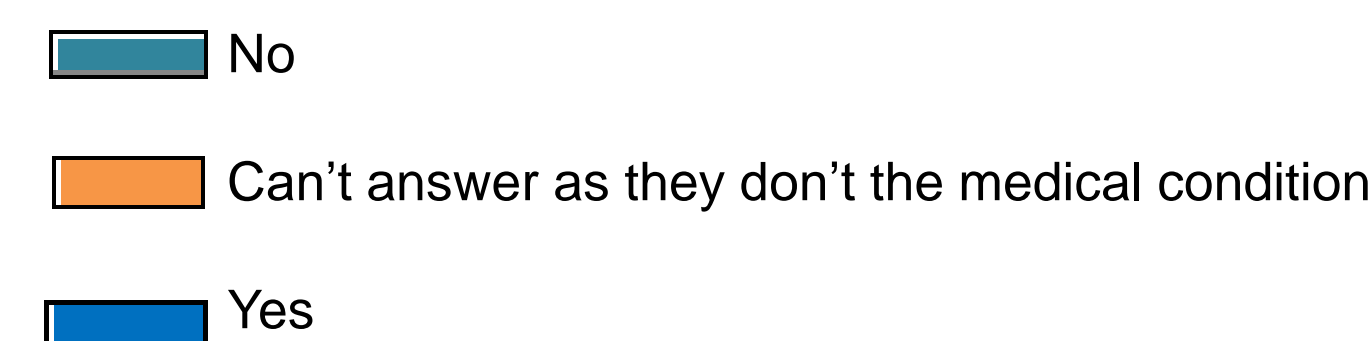 No
Can’t answer as they don’t the medical condition
Yes